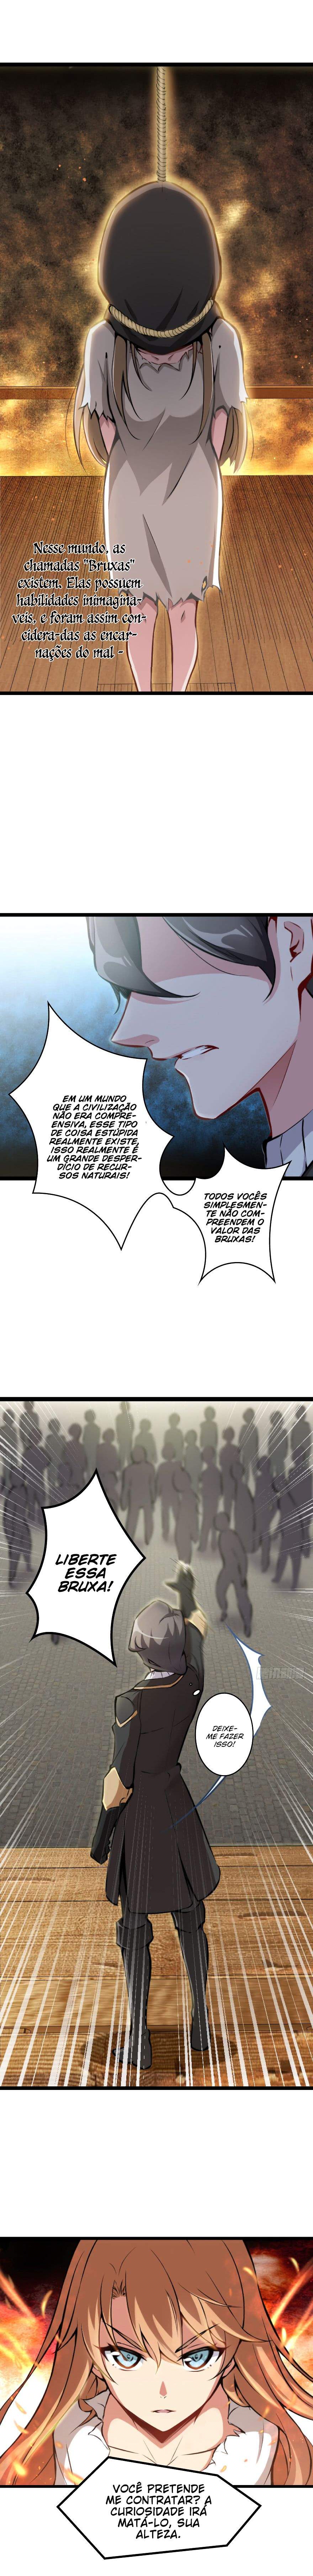 Nesse mundo, as
chamadas "Bruxas"
existem. Elas possuem
habilidades inimagina-
veis, e foram assim con-
cidera-das as encar-
nações do mal -
EM UM MUNDO
QUE A CIVILIZAÇÃO
NÃO ERA COMPRE-
ENSIVA, ESSE TIPO
DE COISA ESTÚPIDA
REALMENTE EXISTE,
ISSO REALMENTE É
UM GRANDE DESPER-
DÍCIO DE RECUR-
SOS NATURAIS!
TODOS VOCÊS
SIMPLESMEN-
TE NÃO COM-
PREENDEM O
VALOR DAS
BRUXAS!
LIBERTE
ESSA
BRUXA!
DEIXE-
ME FAZER
ISSO!
VOCÊ PRETENDE
ME CONTRATAR? A
CURIOSIDADE IRÁ
MATÁ-LO, SUA
ALTEZA.